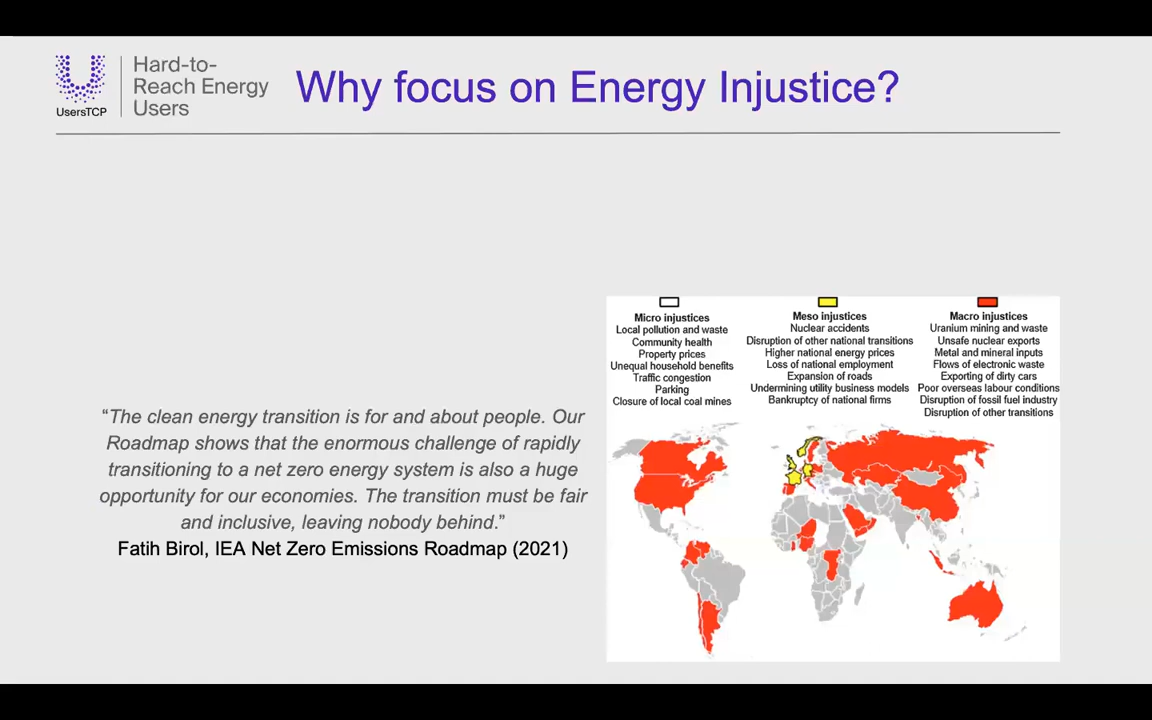 Hard-to-
Reach Energy
Users
UsersTCP
Why focus on Energy Injustice?
“The clean energy transition is for and about people. Our
Roadmap shows that the enormous challenge of rapidly
transitioning to a net zero energy system is also a huge
opportunity for our economies. The transition must be fair
and inclusive, leaving nobody behind.”
Fatih Birol, IEA Net Zero Emissions Roadmap (2021)
Micro injustices
Local pollution and waste
Community health
Property prices
Unequal household benefits
Traffic congestion
Parking
Closure of local coal mines
Meso injustices
Nuclear accidents
Disruption of other national transitions
Higher national energy prices
Loss of national employment
Expansion of roads
Undermining utility business models
Bankruptcy of national firms
Macro injustices
Uranium mining and waste
Unsafe nuclear exports
Metal and mineral inputs
Flows of electronic waste
Exporting of dirty cars
Poor overseas labour conditions
Disruption of fossil fuel industry
Disruption of other transitions